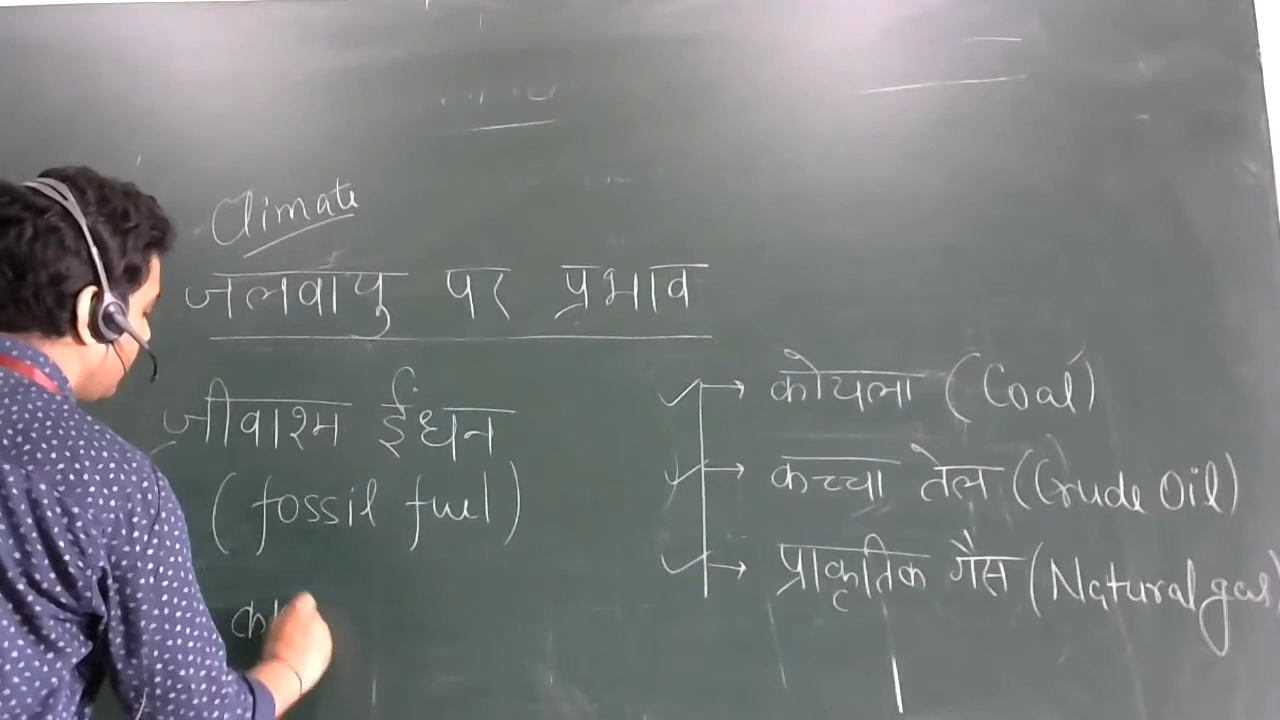 Climate
जलवायु पर प्रभाव
जीवाश्म ईंधन
(fossil fuel)
कोयला (Coal)
कच्चा तेल (Crude Oil)
प्राकृतिक गैस (Natural gas)